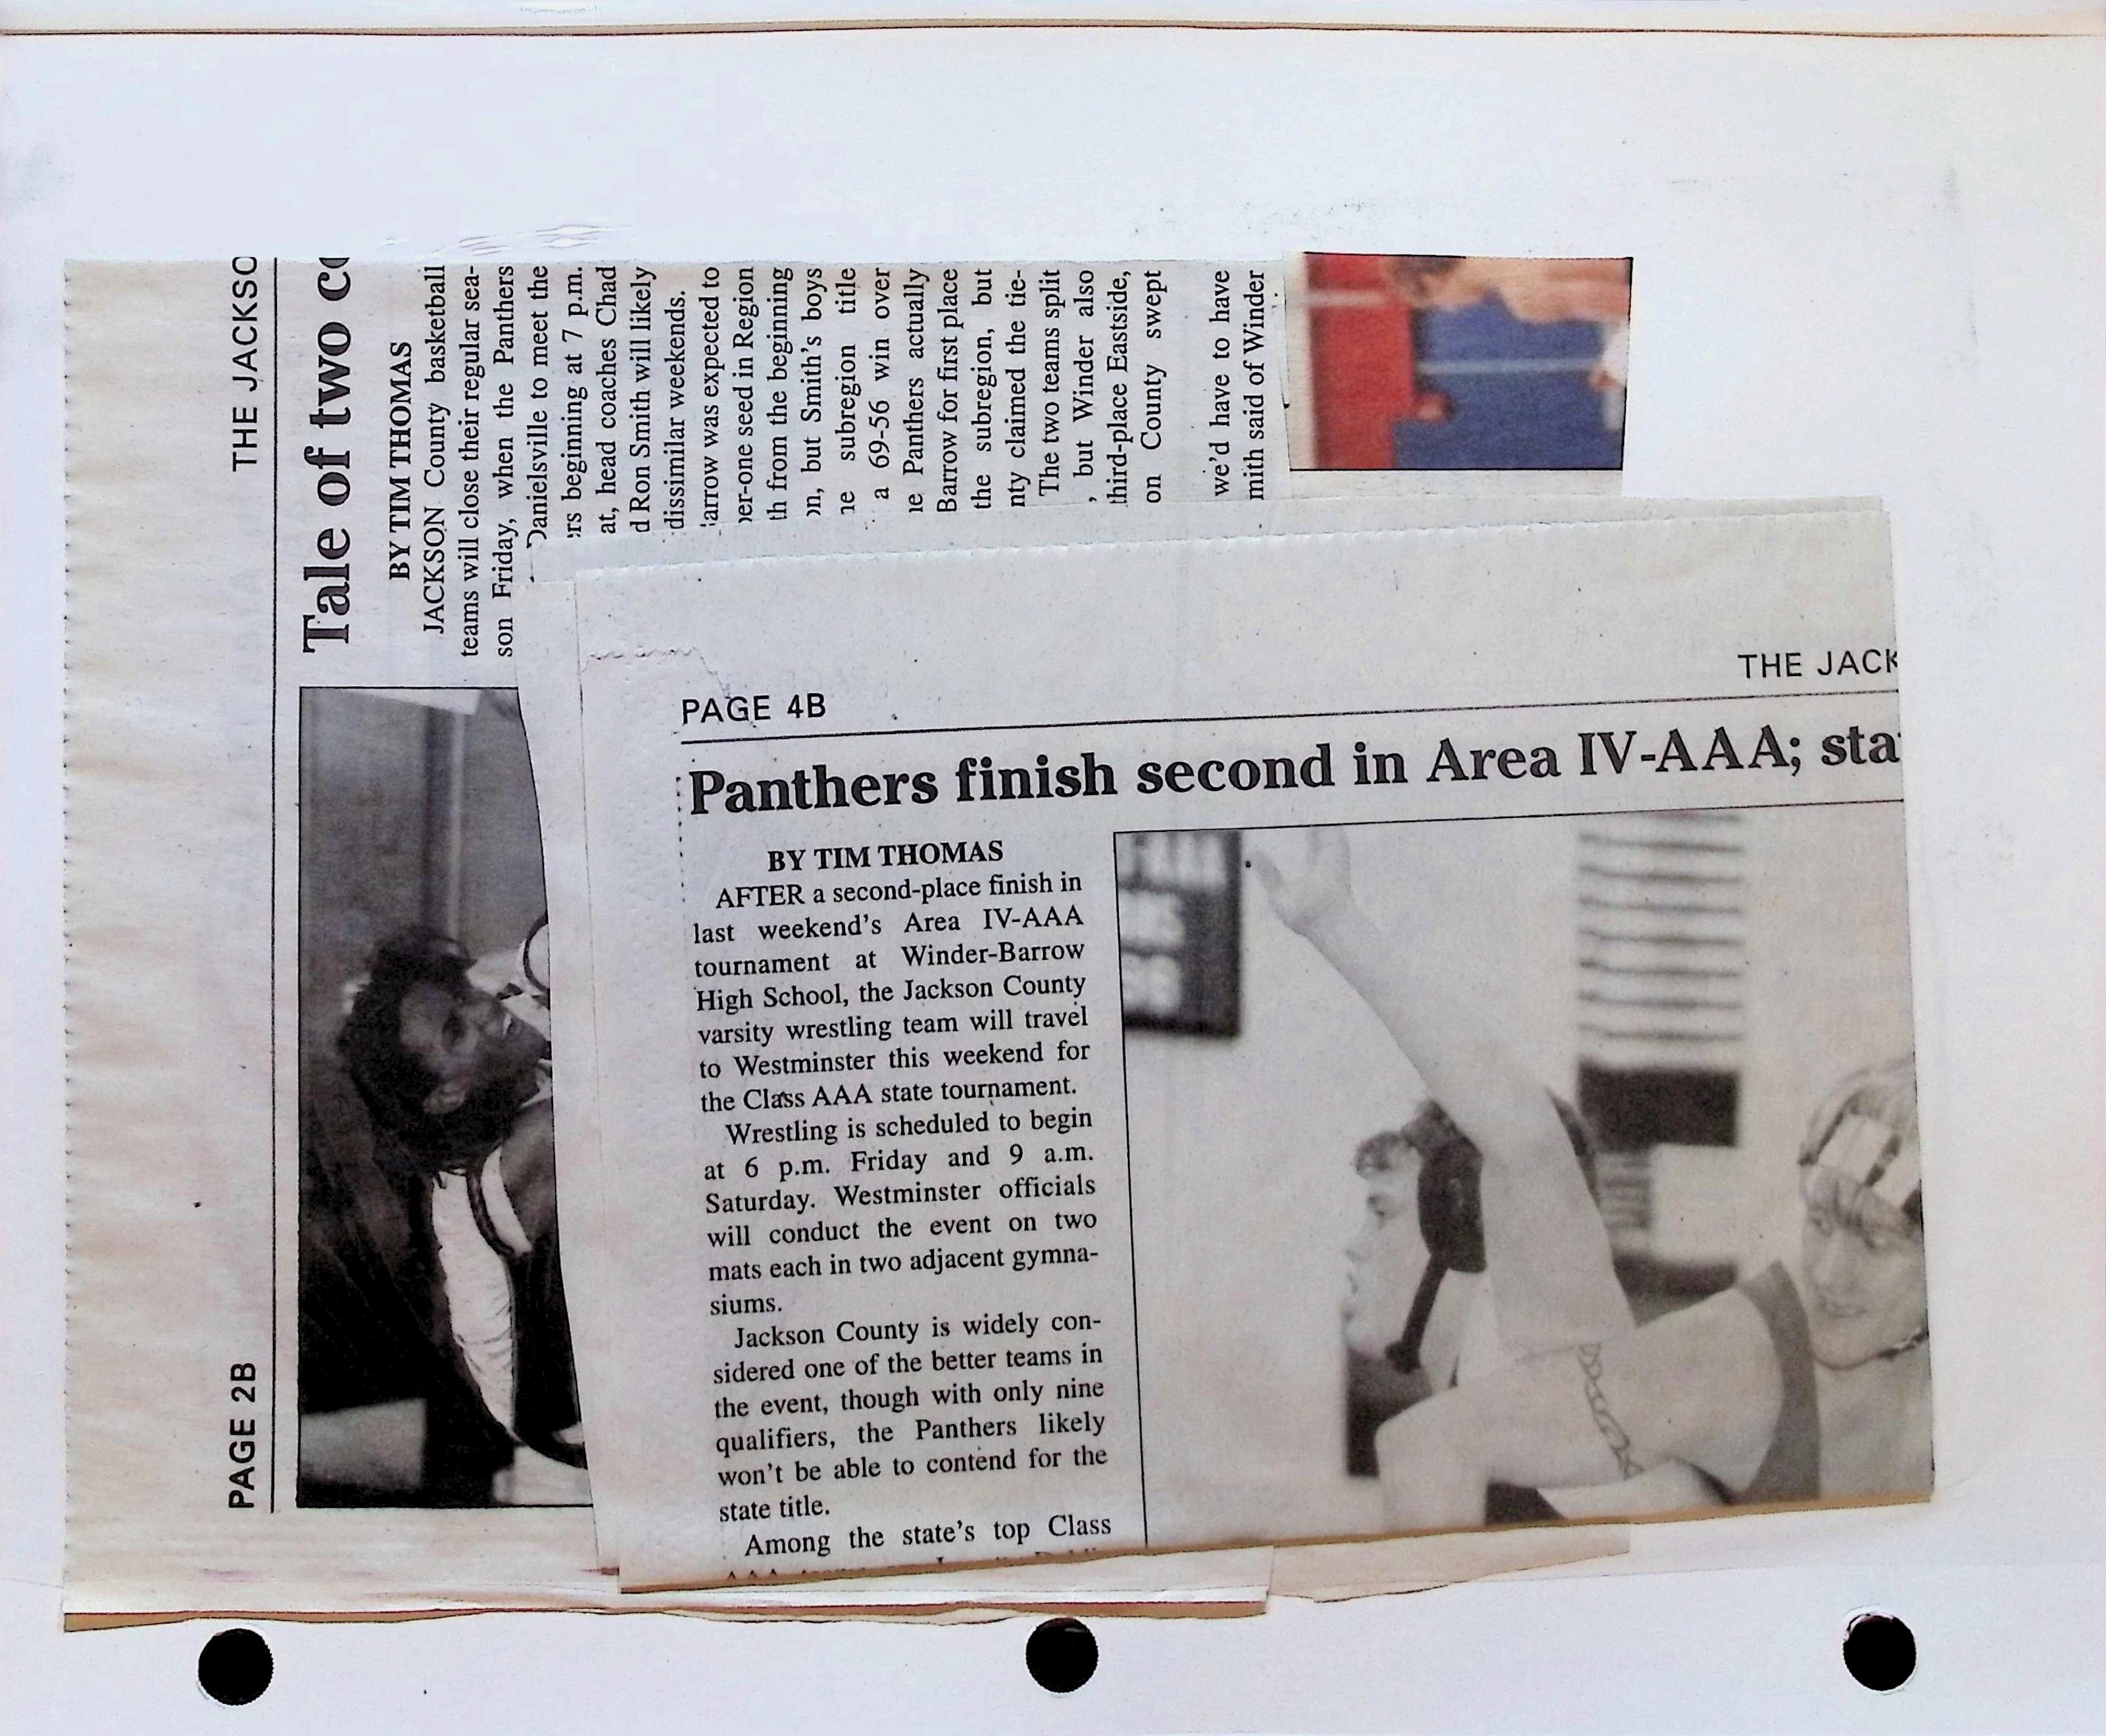 PAGE 2B
THE JACKSO
Tale of two
BY TIM THOMAS
JACKSON County basketball
teams will close their regular sea-
son Friday, when the Panthers
Danielsville to meet the
beginning at 7 p.m.
at, head coaches Chad
d Ron Smith will likely
dissimilar weekends.
arrow was expected to
er-one seed in Region
th from the beginning
on, but Smith's boys
subregion title
a 69-56 win over
Panthers actually
Barrow for first place
the subregion, but
nty claimed the tie-
The two teams split
, but Winder also
third-place Eastside,
on County swept
we'd have to have
mith said of Winder
PAGE 4B
THE JACK
Panthers finish second in Area IV-AAA; sta
BY TIM THOMAS
AFTER a second-place finish in
last weekend's Area IV-AAA
tournament at Winder-Barrow
High School, the Jackson County
varsity wrestling team will travel
to Westminster this weekend for
the Class AAA state tournament.
Wrestling is scheduled to begin
at 6 p.m. Friday and 9 a.m.
Saturday. Westminster officials
will conduct the event on two
mats each in two adjacent gymna-
siums.
Jackson County is widely con-
sidered one of the better teams in
the event, though with only nine
qualifiers, the Panthers likely
won't be able to contend for the
state title.
Among the state's top Class